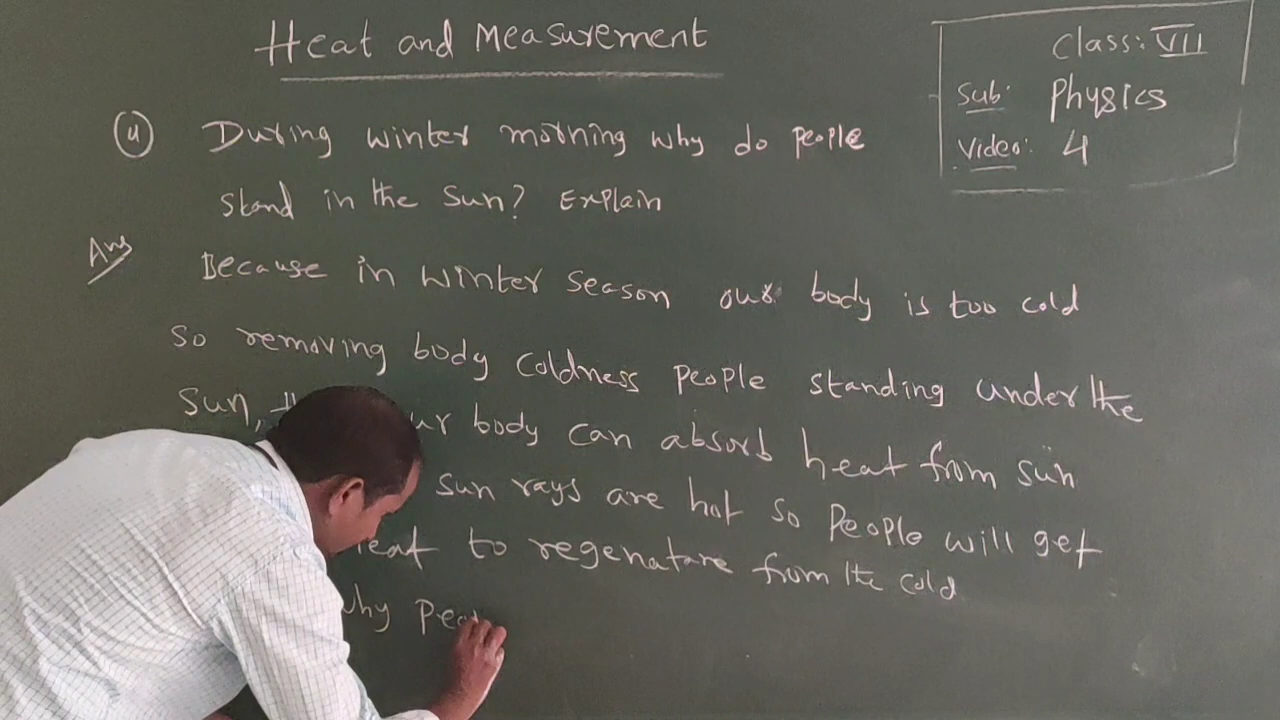 Heat and Measurement
Class: VII
Sub: Physics
Video: 4
(4) During winter morning why do people
stand in the Sun? Explain
Ans
Because in winter season our body is too cold
So removing body coldness people standing under the
Sun, body can absorb heat from sun
sun rays are hot so people will get
to regenatare from the cold